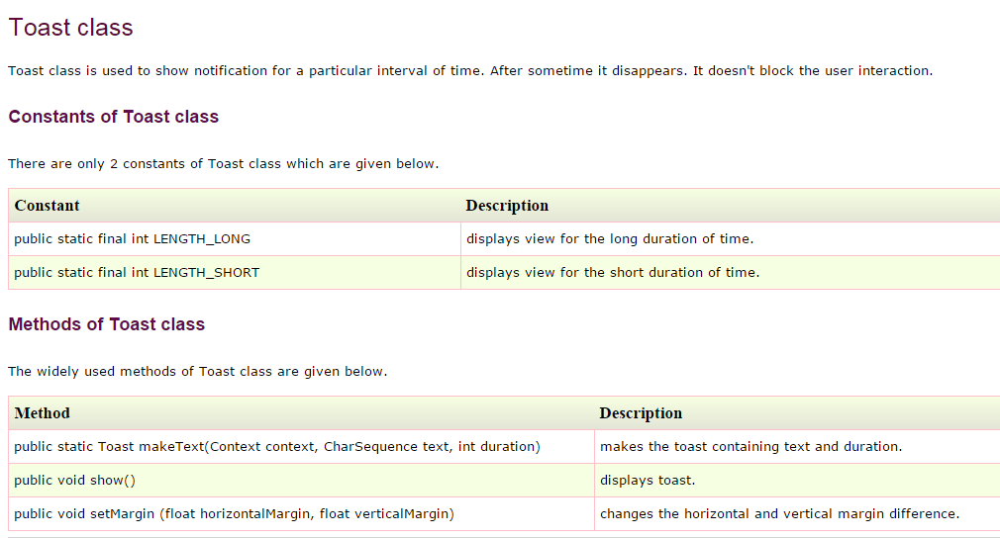 Toast class
Toast class is used to show notification for a particular interval of time. After sometime it disappears. It doesn't block the user interaction.
Constants of Toast class
There are only 2 constants of Toast class which are given below.
Constant Description
public static final int LENGTH_LONG displays view for the long duration of time.
public static final int LENGTH_SHORT displays view for the short duration of time.
Methods of Toast class
The widely used methods of Toast class are given below.
Method Description
public static Toast makeText(Context context, CharSequence text, int duration) makes the toast containing text and duration.
public void show() displays toast.
public void setMargin (float horizontalMargin, float verticalMargin) changes the horizontal and vertical margin difference.